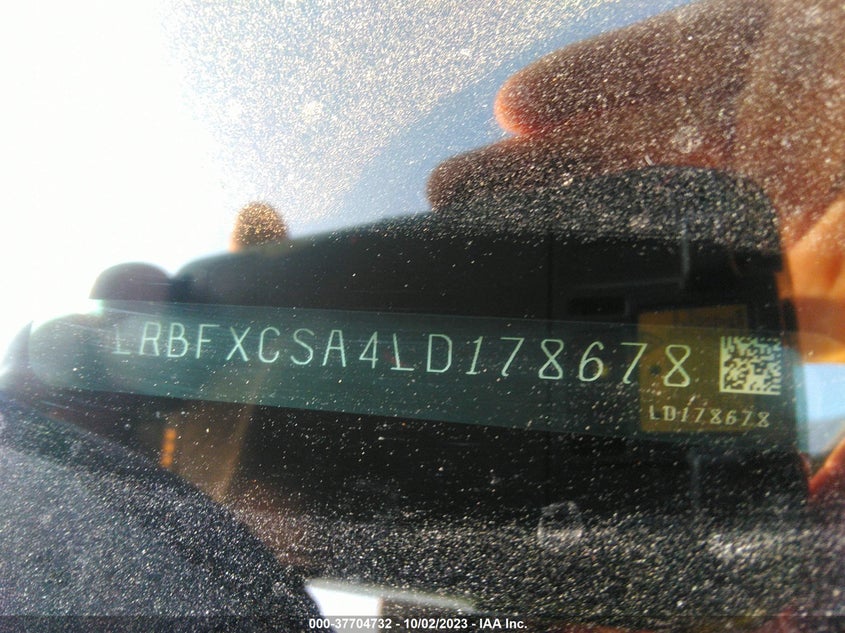 LRBFXCSA4LD178678
LD178678
000-37704732 - 10/02/2023 - IAA Inc.